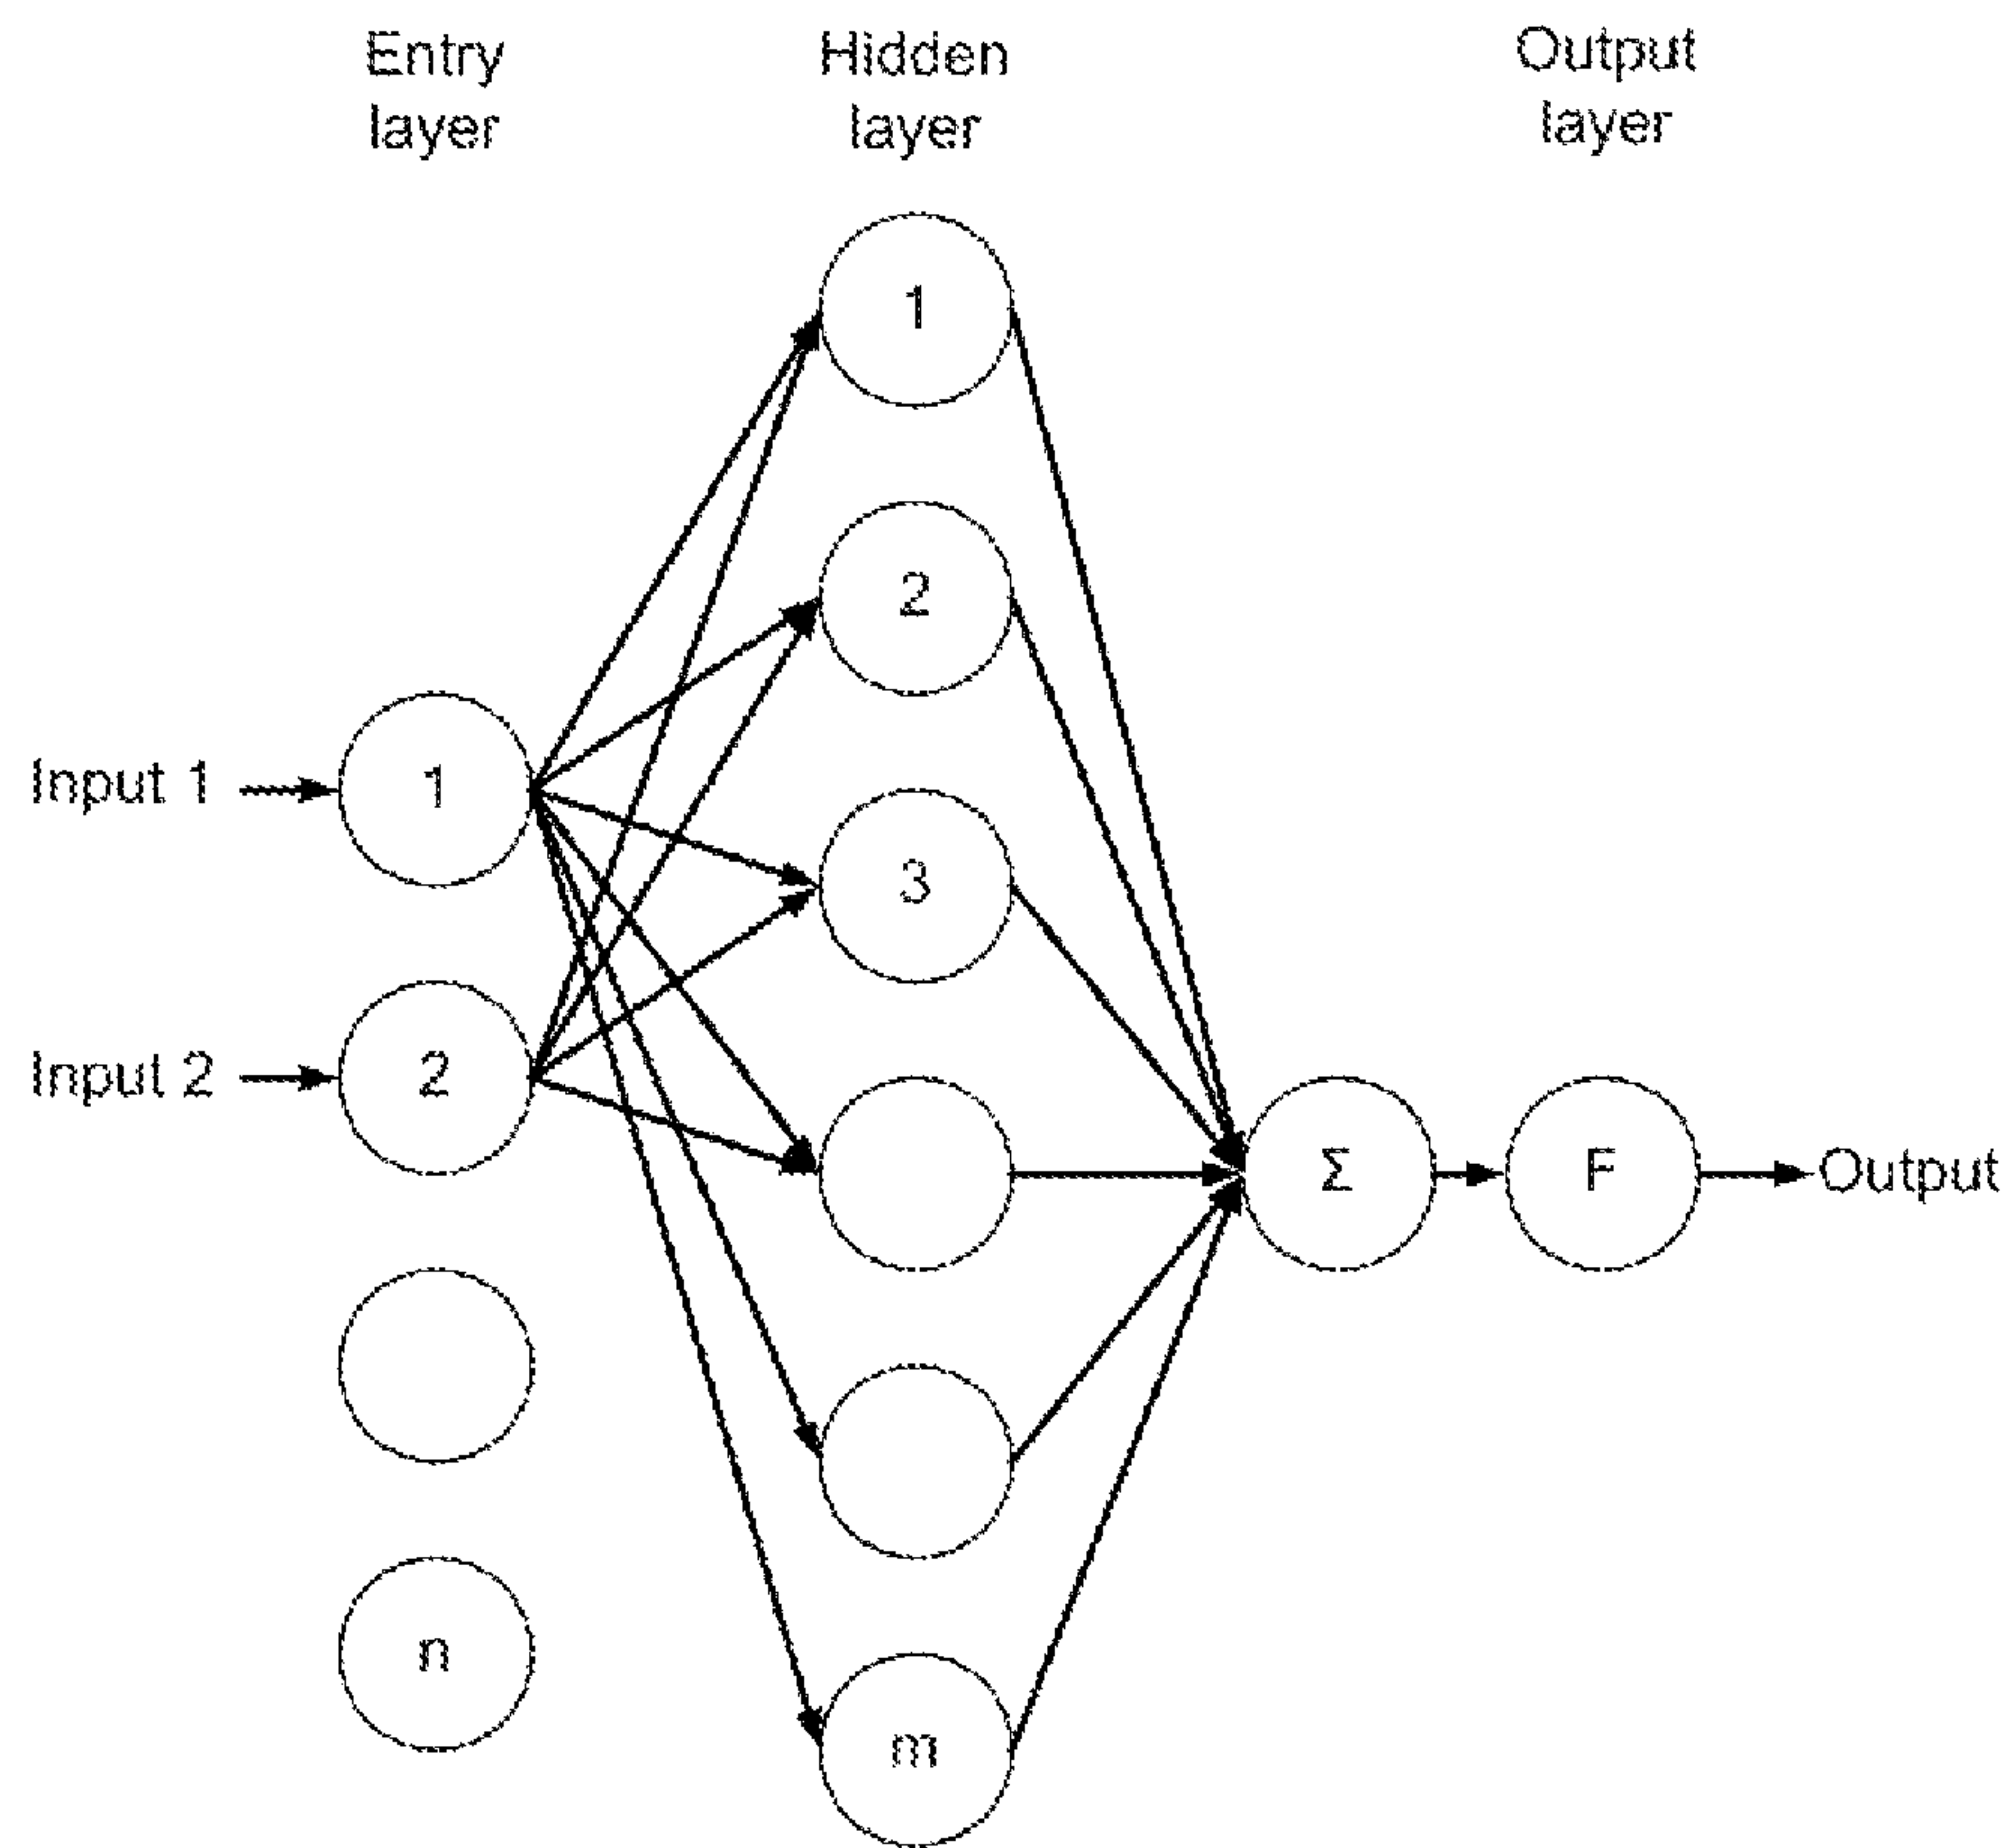 Entry
layer
Hidden
layer
Output
layer
1
2
Input 1
1
3
Input 2
2
Σ
F
Output
n
m